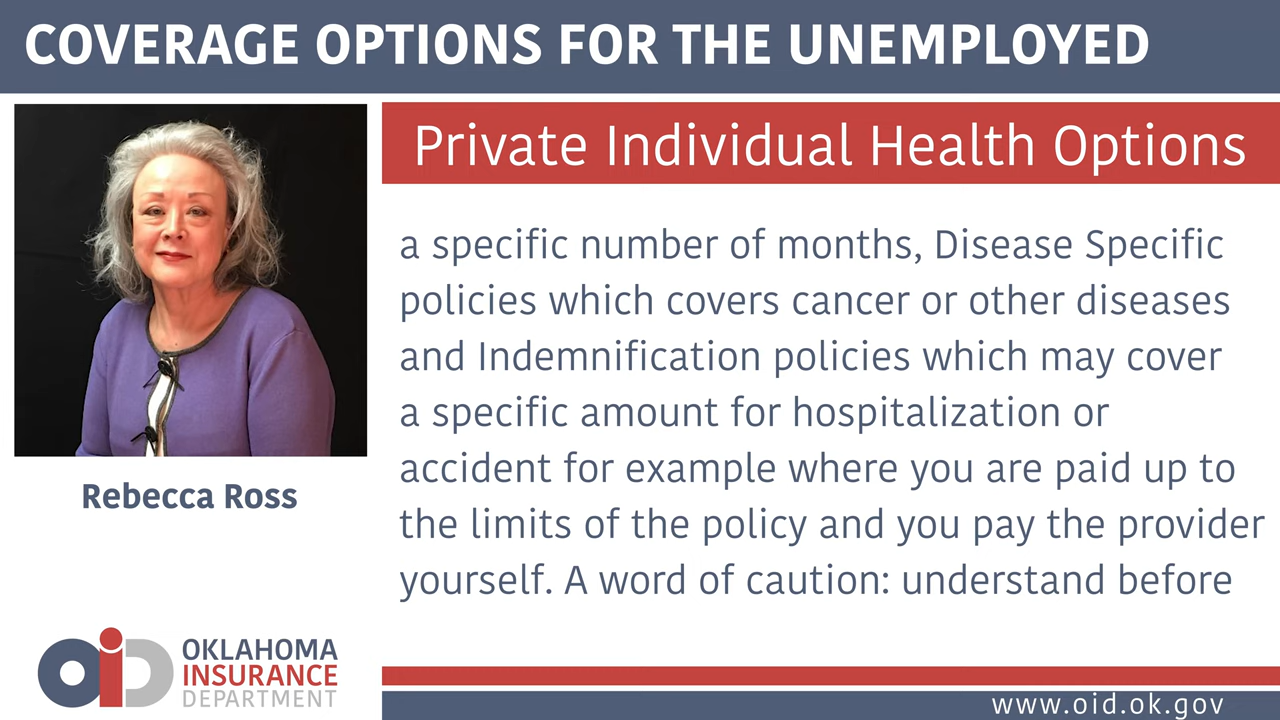 COVERAGE OPTIONS FOR THE UNEMPLOYED
Private Individual Health Options
a specific number of months, Disease Specific
policies which covers cancer or other diseases
and Indemnification policies which may cover
a specific amount for hospitalization or
accident for example where you are paid up to
the limits of the policy and you pay the provider
yourself. A word of caution: understand before
Rebecca Ross
oid
OKLAHOMA
INSURANCE
DEPARTMENT
www.oid.ok.gov